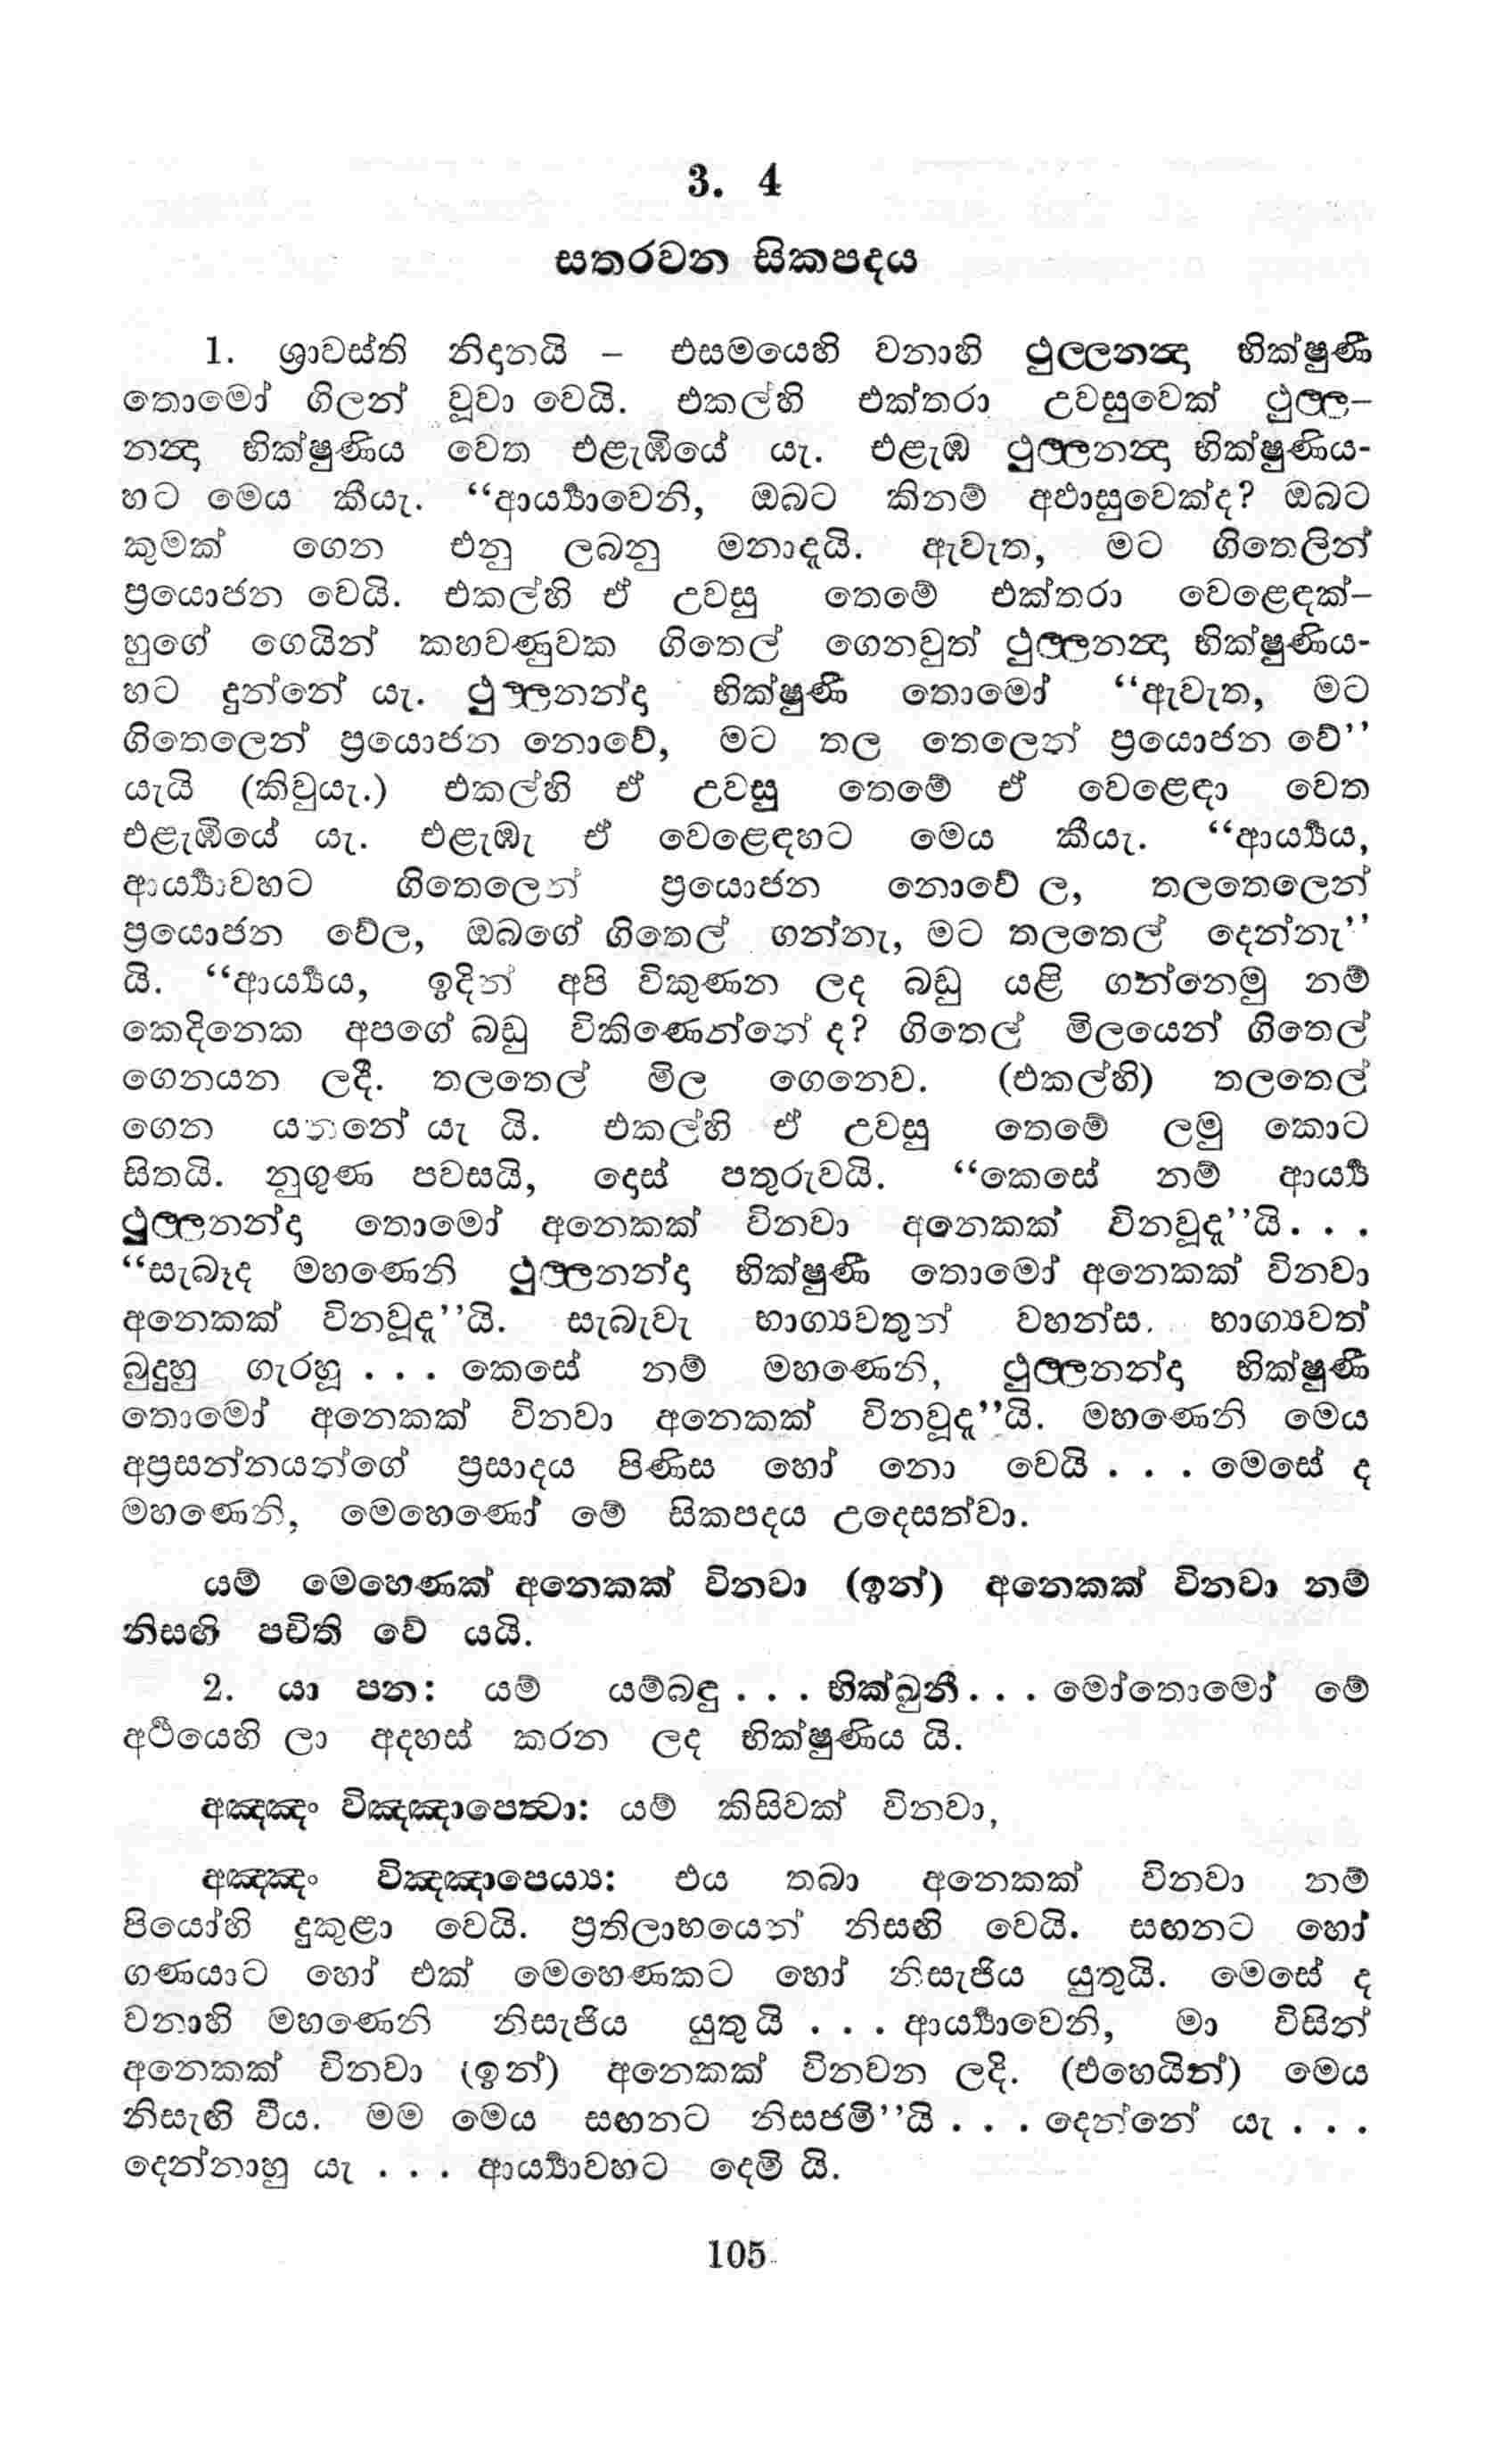 3. 4
සතරවන සිකපදය
1. ශ්‍රාවස්ති නිදානයි – එසමයෙහි වනාහි ථුල්ලනන්‍දා භික්ෂුණී
තොමෝ ගිලන් වූවා වෙයි. එකල්හි එක්තරා උවසුවෙක් ථුල්ල–
නන්‍දා භික්ෂුණිය වෙත එළැඹියේ යැ. එළැඹ ථුල්ලනන්‍දා භික්ෂුණිය-
හට මෙය කීයැ. “ආර්‍ය්‍යාවෙනි, ඔබට කිනම් අඵාසුවෙක්ද? ඔබට
කුමක් ගෙන එනු ලබනු මනාදැයි. ඇවැත, මට ගිතෙලින්
ප්‍රයොජන වෙයි. එකල්හි ඒ උවසු තෙමේ එක්තරා වෙළෙඳක්–
හුගේ ගෙයින් කහවණුවක ගිතෙල් ගෙනවුත් ථුල්ලනන්‍දා භික්ෂුණිය-
හට දුන්නේ යැ. ථුල්ලනන්දා භික්ෂුණී තොමෝ “ඇවැත, මට
ගිතෙලෙන් ප්‍රයොජන නොවේ, මට තල තෙලෙන් ප්‍රයොජන වේ’’
යැයි (කිවුයැ.) එකල්හි ඒ උවසු තෙමේ ඒ වෙළෙඳා වෙත
එළැඹියේ යැ. එළැඹැ ඒ වෙළෙඳහට මෙය කීයැ. “ආර්‍ය්‍යය,
ආර්‍ය්‍යාවහට ගිතෙලෙන් ප්‍රයොජන නොවේ ල, තලතෙලෙන්
ප්‍රයොජන වේල, ඔබගේ ගිතෙල් ගන්නැ, මට තලතෙල් දෙන්නැ’’
යි. “ආර්‍ය්‍යය, ඉදින් අපි විකුණන ලද බඩු යළි ගන්නෙමු නම්
කෙදිනෙක අපගේ බඩු විකිණෙන්නේ ද? ගිතෙල් මිලයෙන් ගිතෙල්
ගෙනයන ලදී. තලතෙල් මිල ගෙනෙව. (එකල්හි) තලතෙල්
ගෙන යනනේ යැ යි. එකල්හි ඒ උවසු තෙමේ ලමු කොට
සිතයි. නුගුණ පවසයි, දොස් පතුරුවයි. “කෙසේ නම් ආර්‍ය්‍ය
ථුල්ලනන්දා තොමෝ අනෙකක් විනවා අනෙකක් විනවූදැ’’යි. . .
“සැබෑද මහණෙනි ථුල්ලනන්දා භික්ෂුණී තොමෝ අනෙකක් විනවා
අනෙකක් විනවූදැ’’යි. සැබැවැ භාග්‍යවතුන් වහන්ස. භාග්‍යවත්
බුදුහු ගැරහූ . . . කෙසේ නම් මහණෙනි, ථුල්ලනන්දා භික්ෂුණී
තොමෝ අනෙකක් විනවා අනෙකක් විනවූදැ’’යි. මහණෙනි මෙය
අප්‍රසන්නයන්ගේ ප්‍රසාදය පිණිස හෝ නො වෙයි . . . මෙසේ ද
මහණෙනි, මෙහෙණෝ මේ සිකපදය උදෙසත්වා.
යම් මෙහෙණක් අනෙකක් විනවා (ඉන්) අනෙකක් විනවා නම්
නිසඟි පචිති වේ යයි.
2. යා පන: යම් යම්බඳු . . . භික්ඛුනී. . . මෝතොමෝ මේ
අර්‍ථයෙහි ලා අදහස් කරන ලද භික්ෂුණිය යි.
අඤ්ඤං විඤ්ඤාපෙත්‍වා: යම් කිසිවක් විනවා,
අඤ්ඤං විඤ්ඤාපෙය්‍ය: එය තබා අනෙකක් විනවා නම්
පියෝහි දුකුළා වෙයි. ප්‍රතිලාභයෙන් නිසඟි වෙයි. සඟනට හෝ
ගණයාට හෝ එක් මෙහෙණකට හෝ නිසැජිය යුතුයි. මෙසේ ද
වනාහි මහණෙනි නිසැජිය යුතු යි . . . ආර්‍ය්‍යාවෙනි, මා විසින්
අනෙකක් විනවා (ඉන්) අනෙකක් විනවන ලදි. (එහෙයින්) මෙය
නිසැඟි වීය. මම මෙය සඟනට නිසජමි’’යි . . . දෙන්නේ යැ . . .
දෙන්නාහු යැ . . . ආර්‍ය්‍යාවහට දෙමි යි.
105